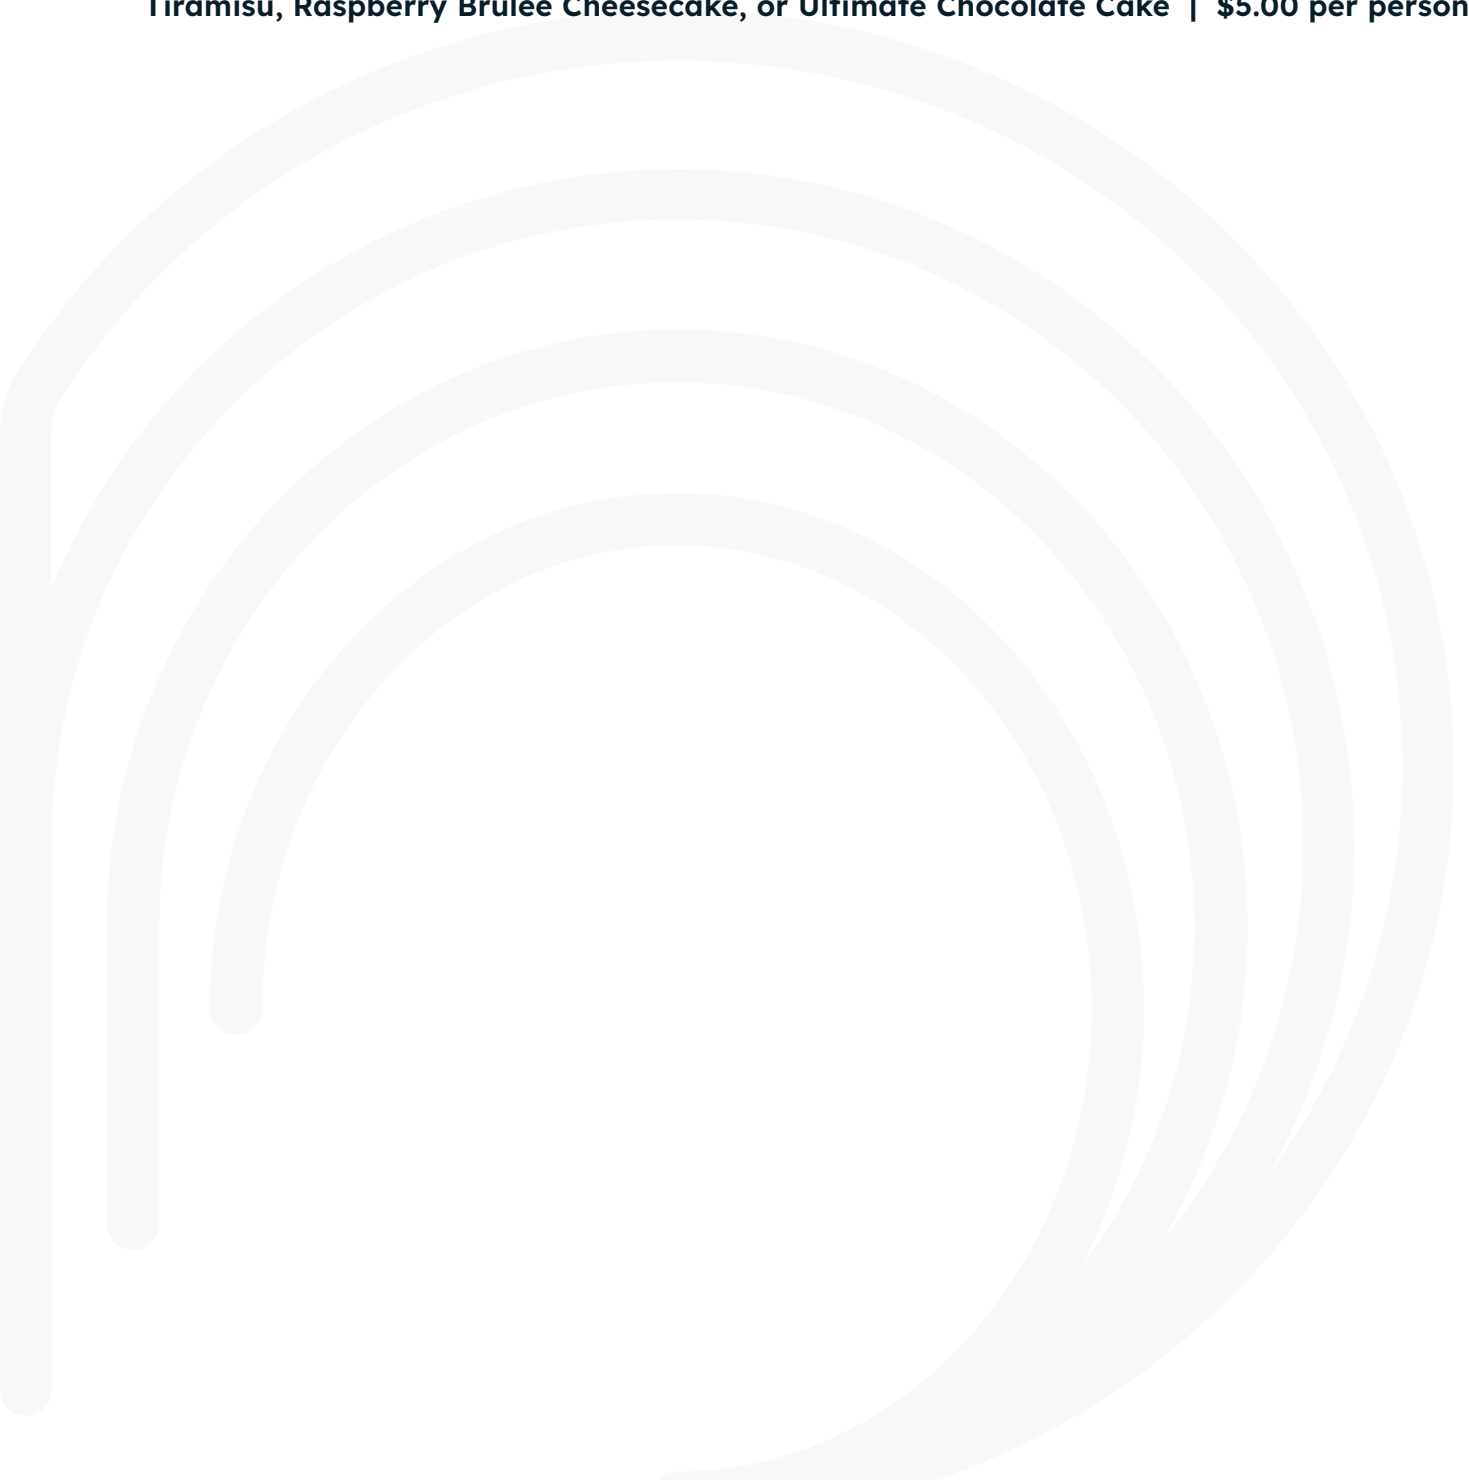 Tiramisu, Raspberry Brulee Cheesecake, or Ultimate Chocolate Cake | $5.00 per person